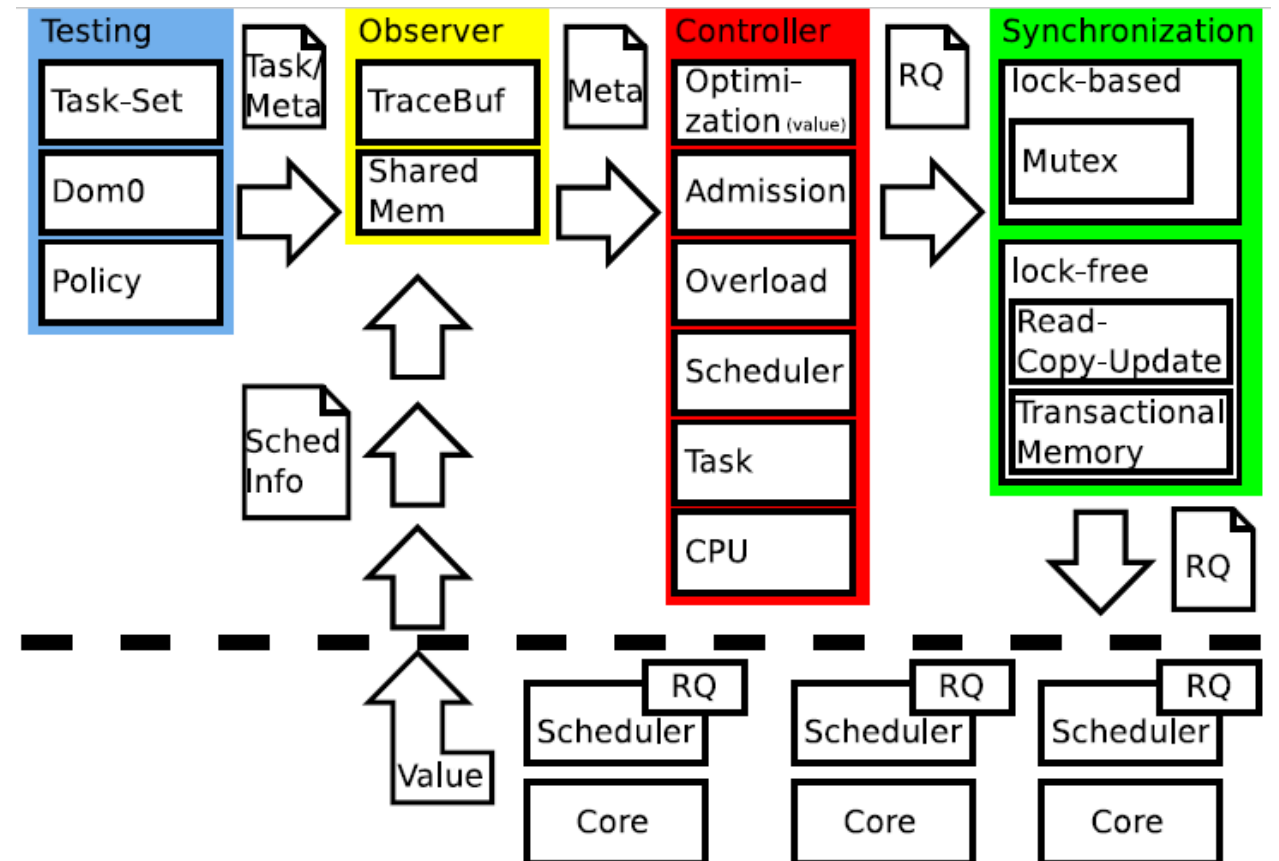 Testing
Task-Set
Dom0
Policy
Task/
Meta
Observer
TraceBuf
Shared
Mem
Meta
Controller
Optimi-
zation (value)
Admission
Overload
Scheduler
Task
CPU
RQ
Synchronization
lock-based
Mutex
lock-free
Read-
Copy-Update
Transactional
Memory
Sched
Info
RQ
Value
RQ
Scheduler
Core
RQ
Scheduler
Core
RQ
Scheduler
Core